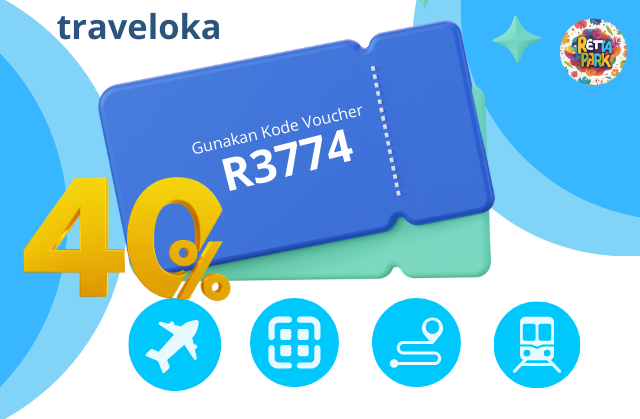 traveloka
RETTA
PARK
Gunakan Kode Voucher
R3774
40%